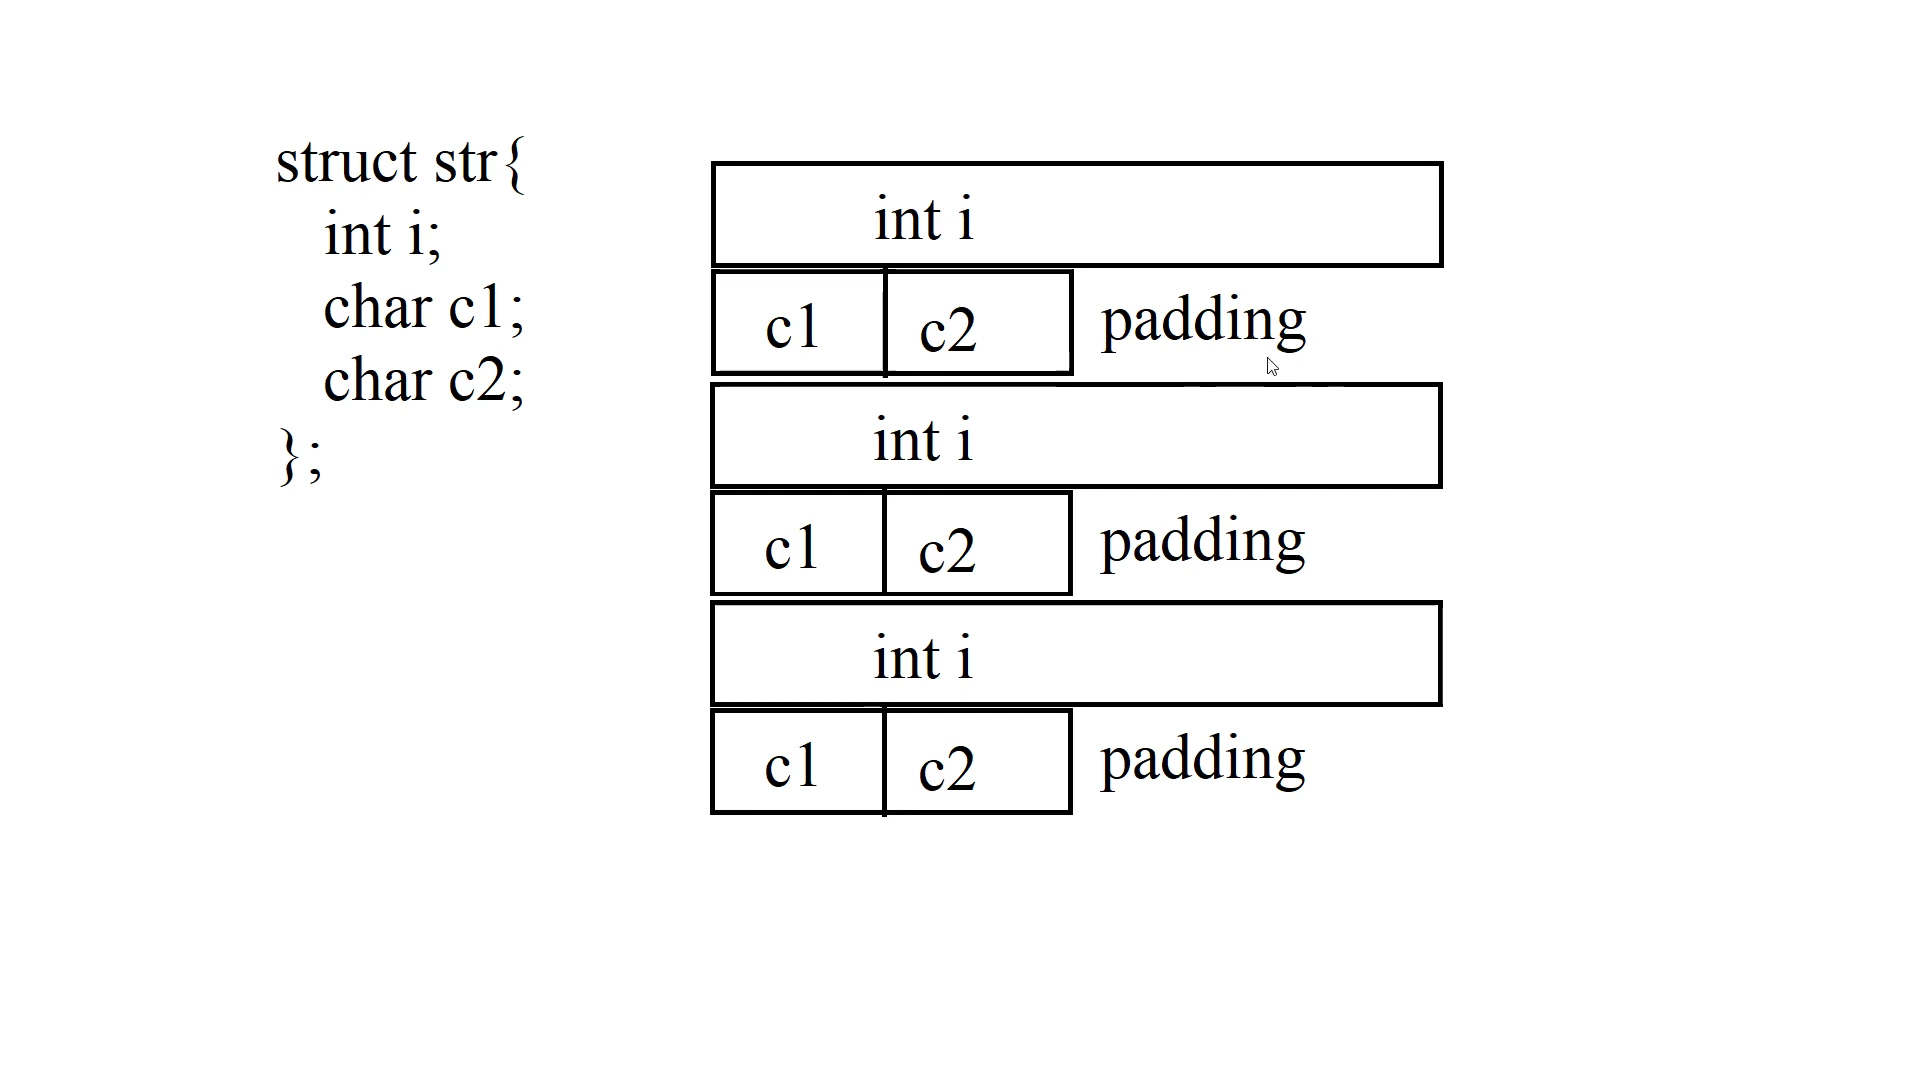 struct str{
int i;
char c1;
char c2;
};
int i
c1 c2 padding
int i
c1 c2 padding
int i
c1 c2 padding